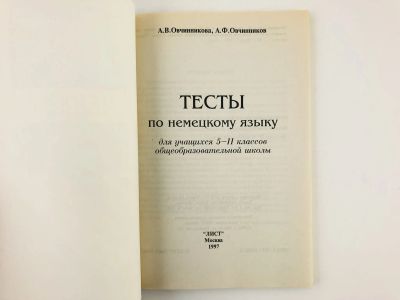 А.В.Овчинникова, А.Ф.Овчинников
ТЕСТЫ
по немецкому языку
для учащихся 5—11 классов
общеобразовательной школы
"ЛИСТ"
Москва
1997